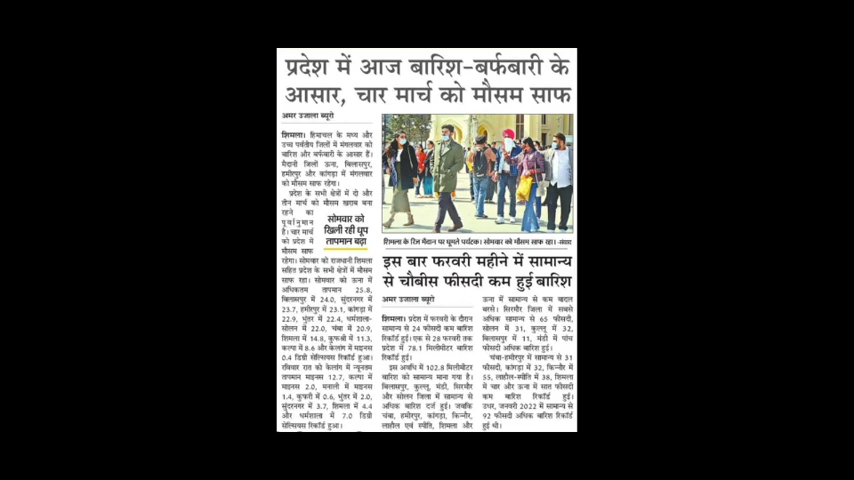 प्रदेश में आज बारिश-बर्फबारी के
आसार, चार मार्च को मौसम साफ
अमर उजाला ब्यूरो
शिमला। हिमाचल के मध्य और
उच्च पर्वतीय जिलों में मंगलवार को
बारिश और बर्फबारी के आसार हैं।
मैदानी जिलों ऊना, बिलासपुर,
हमीरपुर और कांगड़ा में मंगलवार
को मौसम साफ रहेगा।
प्रदेश के सभी क्षेत्रों में दो और
तीन मार्च को मौसम खराब बना
रहने का
पूर्वानुमान
है। चार मार्च
को प्रदेश में
मौसम साफ
सोमवार को
खिली रही धूप
तापमान बढ़ा
रहेगा। सोमवार को राजधानी शिमला
सहित प्रदेश के सभी क्षेत्रों में मौसम
साफ रहा। सोमवार को ऊना में
अधिकतम तापमान 25.8,
बिलासपुर में 24.0, सुंदरनगर में
23.7, हमीरपुर में 23.1, कांगड़ा में
22.9, भुंतर में 22.4, धर्मशाला-
सोलन में 22.0, चंबा में 20.9,
शिमला में 14.8, कुफ्री में 11.3,
कल्पा में 8.6 और केलांग में माइनस
0.4 डिग्री सेल्सियस रिकॉर्ड हुआ।
रविवार रात को केलांग में न्यूनतम
तापमान माइनस 12.7, कल्पा में
माइनस 2.0, मनाली में माइनस
1.4, कुफरी में 0.6, भुंतर में 2.0,
सुंदरनगर में 3.7, शिमला में 4.4
और धर्मशाला में 7.0 डिग्री
सेल्सियस रिकॉर्ड हुआ।
शिमला के रिज मैदान पर घूमते पर्यटक। सोमवार को मौसम साफ रहा। -संवाद
इस बार फरवरी महीने में सामान्य
से चौबीस फीसदी कम हुई बारिश
अमर उजाला ब्यूरो
शिमला। प्रदेश में फरवरी के दौरान
सामान्य से 24 फीसदी कम बारिश
रिकॉर्ड हुई। एक से 28 फरवरी तक
प्रदेश में 78.1 मिलीमीटर बारिश
रिकॉर्ड हुई।
इस अवधि में 102.8 मिलीमीटर
बारिश को सामान्य माना गया है।
बिलासपुर, कुल्लू, मंडी, सिरमौर
और सोलन जिला में सामान्य से
अधिक बारिश दर्ज हुई। जबकि
चंबा, हमीरपुर, कांगड़ा, किन्नौर,
लाहौल एवं स्पीति, शिमला और
ऊना में सामान्य से कम बादल
बरसे। सिरमौर जिला में सबसे
अधिक सामान्य से 65 फीसदी,
सोलन में 31, कुल्लू में 32,
बिलासपुर में 11, मंडी में पांच
फीसदी अधिक बारिश हुई।
चंबा-हमीरपुर में सामान्य से 31
फीसदी, कांगड़ा में 32, किन्नौर में
55, लाहौल-स्पीति में 38, शिमला
में चार और ऊना में सात फीसदी
कम बारिश रिकॉर्ड हुई।
उधर, जनवरी 2022 में सामान्य से
92 फीसदी अधिक बारिश रिकॉर्ड
हुई थी।